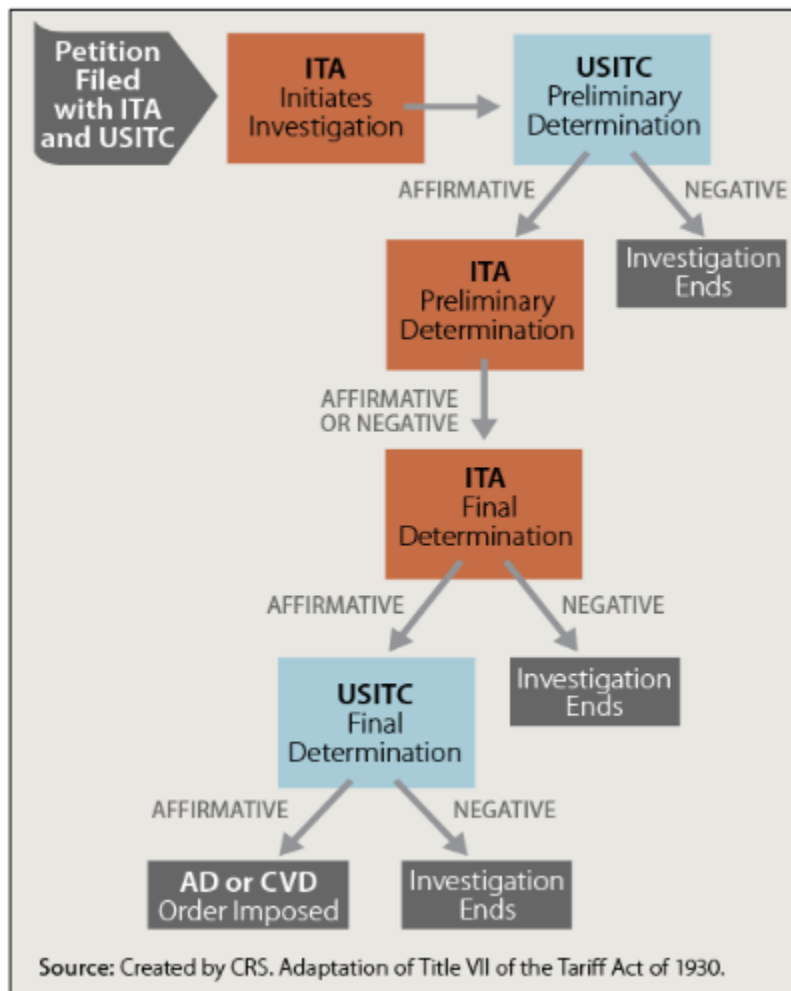 Petition
Filed
with ITA
and USITC
ITA
Initiates
Investigation
USITC
Preliminary
Determination
AFFIRMATIVE
NEGATIVE
ITA
Preliminary
Determination
Investigation
Ends
AFFIRMATIVE
OR NEGATIVE
ITA
Final
Determination
AFFIRMATIVE
NEGATIVE
USITC
Final
Determination
Investigation
Ends
AFFIRMATIVE
NEGATIVE
AD or CVD
Order Imposed
Investigation
Ends
Source: Created by CRS. Adaptation of Title VII of the Tariff Act of 1930.